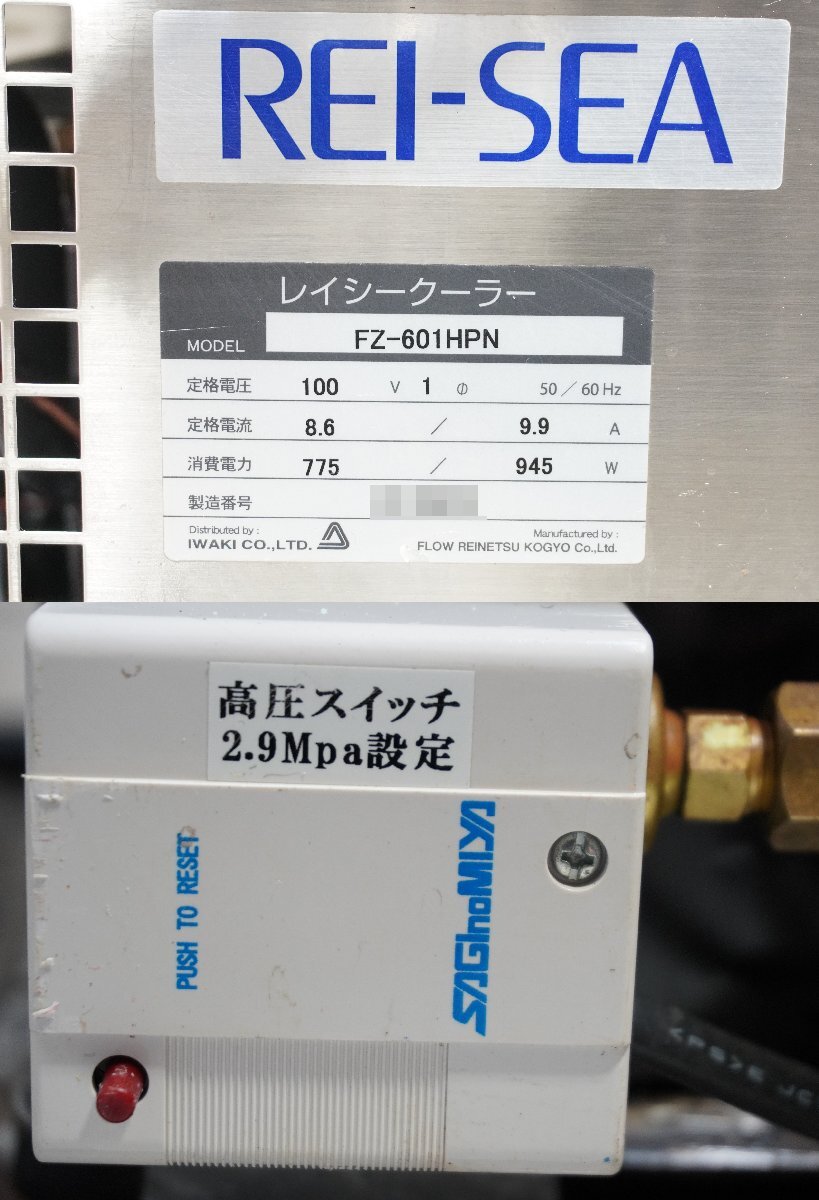 REI-SEA
レイシークーラー
MODEL FZ-601HPN
定格電圧 100 V 1 Φ 50／60 Hz
定格電流 8.6 ／ 9.9 A
消費電力 775 ／ 945 W
製造番号
Distributed by : Manufactured by :
IWAKI CO.,LTD. FLOW REINETSU KOGYO Co.,Ltd.
高圧スイッチ
2.9Mpa設定
PUSH TO RESET
SAGInoMIYA